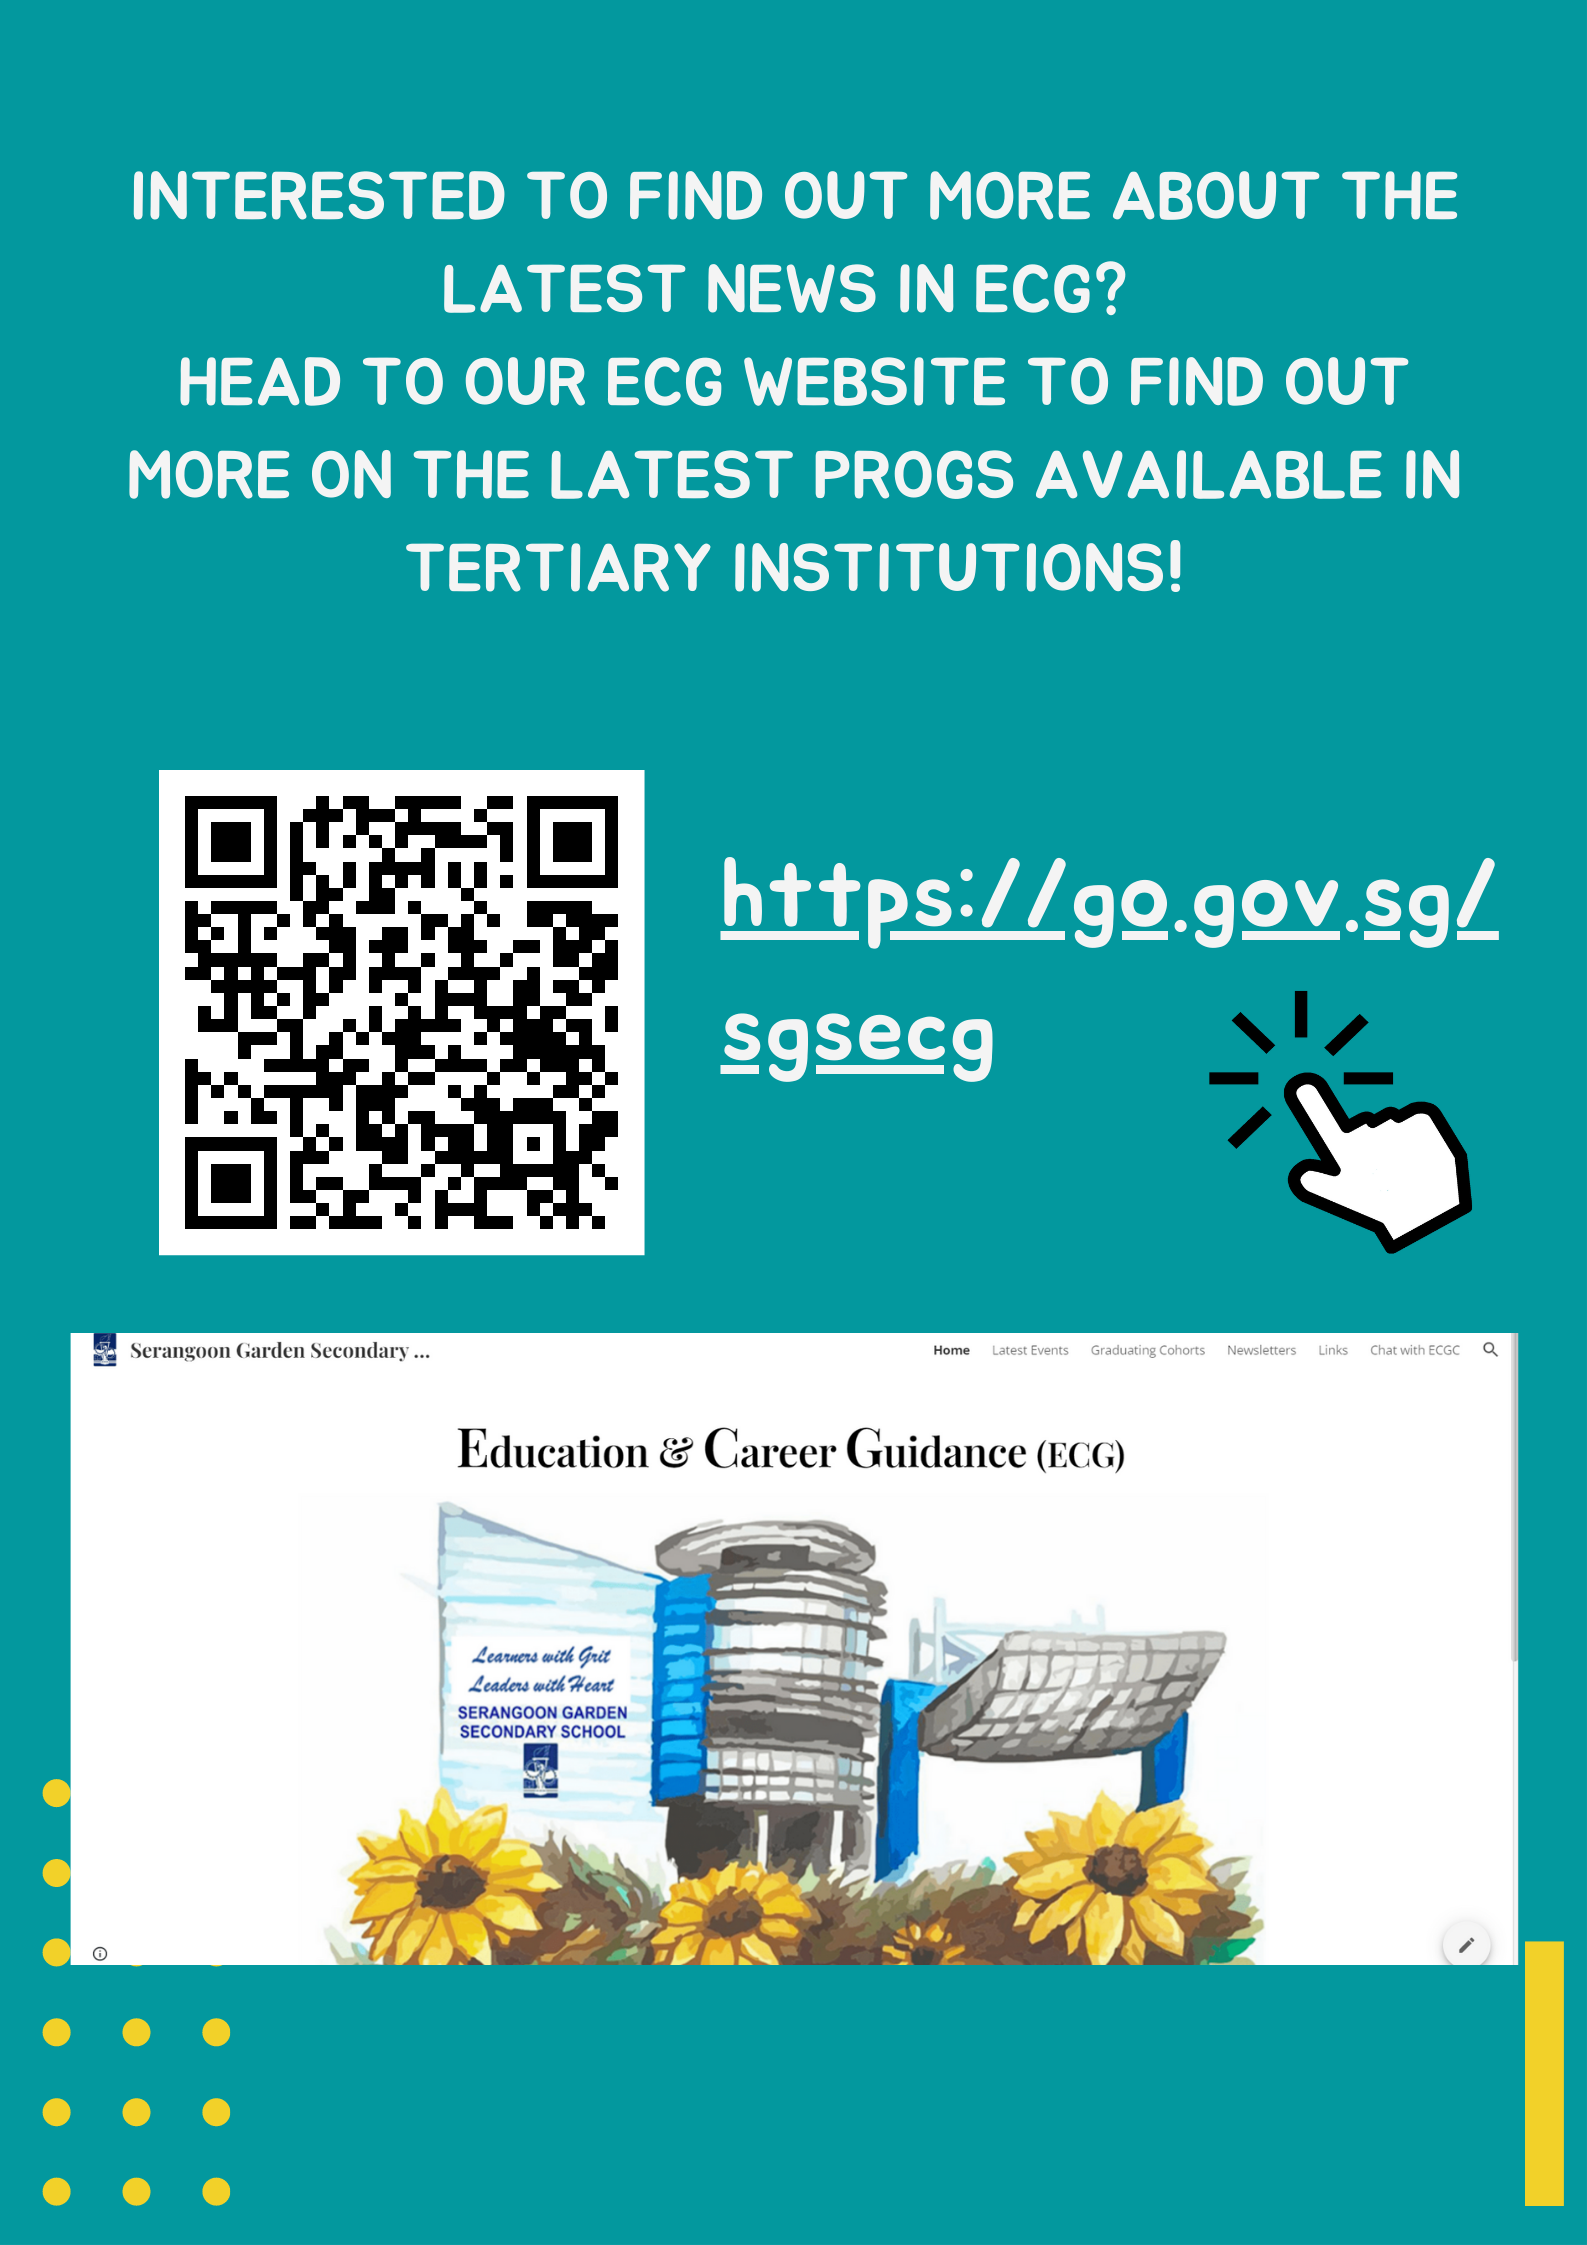 INTERESTED TO FIND OUT MORE ABOUT THE
LATEST NEWS IN ECG?
HEAD TO OUR ECG WEBSITE TO FIND OUT
MORE ON THE LATEST PROGS AVAILABLE IN
TERTIARY INSTITUTIONS!
https://go.gov.sg/
sgsecg
Serangoon Garden Secondary ...
Home Latest Events Graduating Cohorts Newsletters Links Chat with ECGC
Education & Career Guidance (ECG)
Learners with Grit
Leaders with Heart
SERANGOON GARDEN
SECONDARY SCHOOL